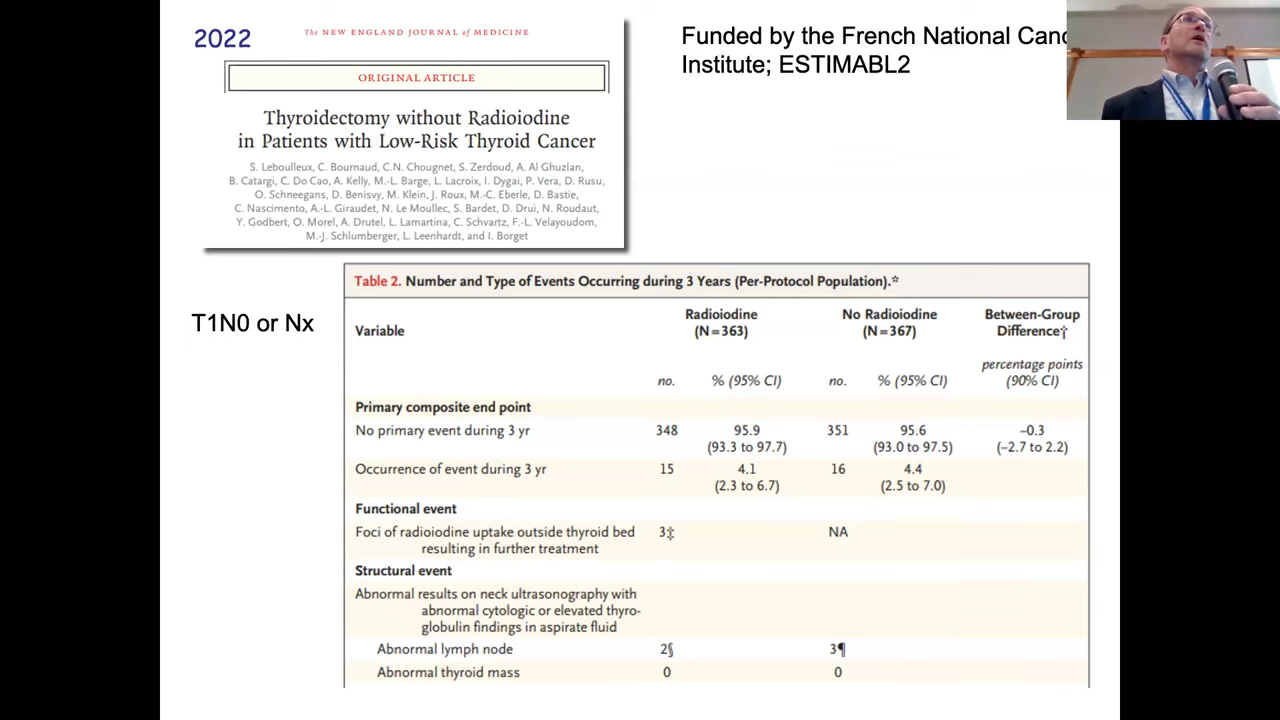 2022
The NEW ENGLAND JOURNAL of MEDICINE
ORIGINAL ARTICLE
Thyroidectomy without Radioiodine
in Patients with Low-Risk Thyroid Cancer
S. Leboulleux, C. Bournaud, C.N. Chougnet, S. Zerdoud, A. Al Ghuzlan,
B. Catargi, C. Do Cao, A. Kelly, M.-L. Barge, L. Lacroix, I. Dygai, P. Vera, D. Rusu,
O. Schneegans, D. Benisvy, M. Klein, J. Roux, M.-C. Eberle, D. Bastie,
C. Nascimento, A.-L. Giraudet, N. Le Moullec, S. Bardet, D. Drui, N. Roudaut,
Y. Godbert, O. Morel, A. Drutel, L. Lamartina, C. Schvartz, F.-L. Velayoudom,
M.-J. Schlumberger, L. Leenhardt, and I. Borget
Funded by the French National Canc
Institute; ESTIMABL2
T1N0 or Nx
Table 2. Number and Type of Events Occurring during 3 Years (Per-Protocol Population).*
Variable Radioiodine (N=363) No Radioiodine (N=367) Between-Group Difference†
percentage points
no. % (95% CI) no. % (95% CI) (90% CI)
Primary composite end point
No primary event during 3 yr 348 95.9 351 95.6 –0.3
(93.3 to 97.7) (93.0 to 97.5) (–2.7 to 2.2)
Occurrence of event during 3 yr 15 4.1 16 4.4
(2.3 to 6.7) (2.5 to 7.0)
Functional event
Foci of radioiodine uptake outside thyroid bed 3‡ NA
resulting in further treatment
Structural event
Abnormal results on neck ultrasonography with
abnormal cytologic or elevated thyro-
globulin findings in aspirate fluid
Abnormal lymph node 2§ 3¶
Abnormal thyroid mass 0 0